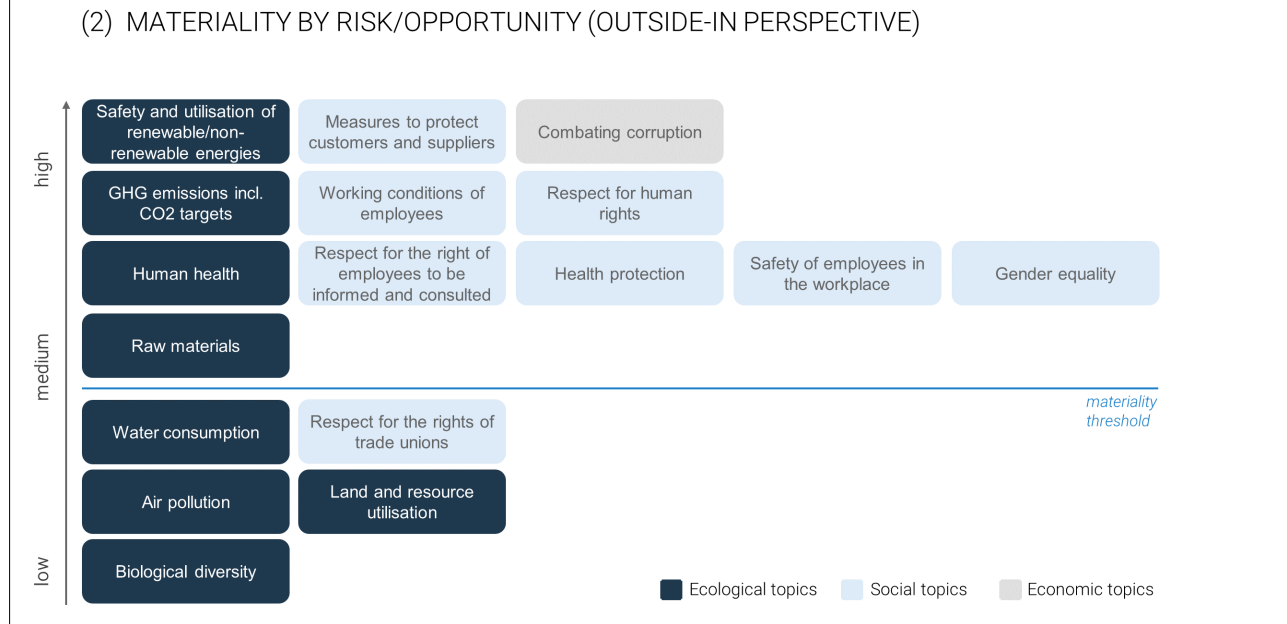 (2) MATERIALITY BY RISK/OPPORTUNITY (OUTSIDE-IN PERSPECTIVE)
high
medium
low
Safety and utilisation of
renewable/non-
renewable energies
Measures to protect
customers and suppliers
Combating corruption
GHG emissions incl.
CO2 targets
Working conditions of
employees
Respect for human
rights
Human health
Respect for the right of
employees to be
informed and consulted
Health protection
Safety of employees in
the workplace
Gender equality
Raw materials
materiality
threshold
Water consumption
Respect for the rights of
trade unions
Air pollution
Land and resource
utilisation
Biological diversity
Ecological topics
Social topics
Economic topics